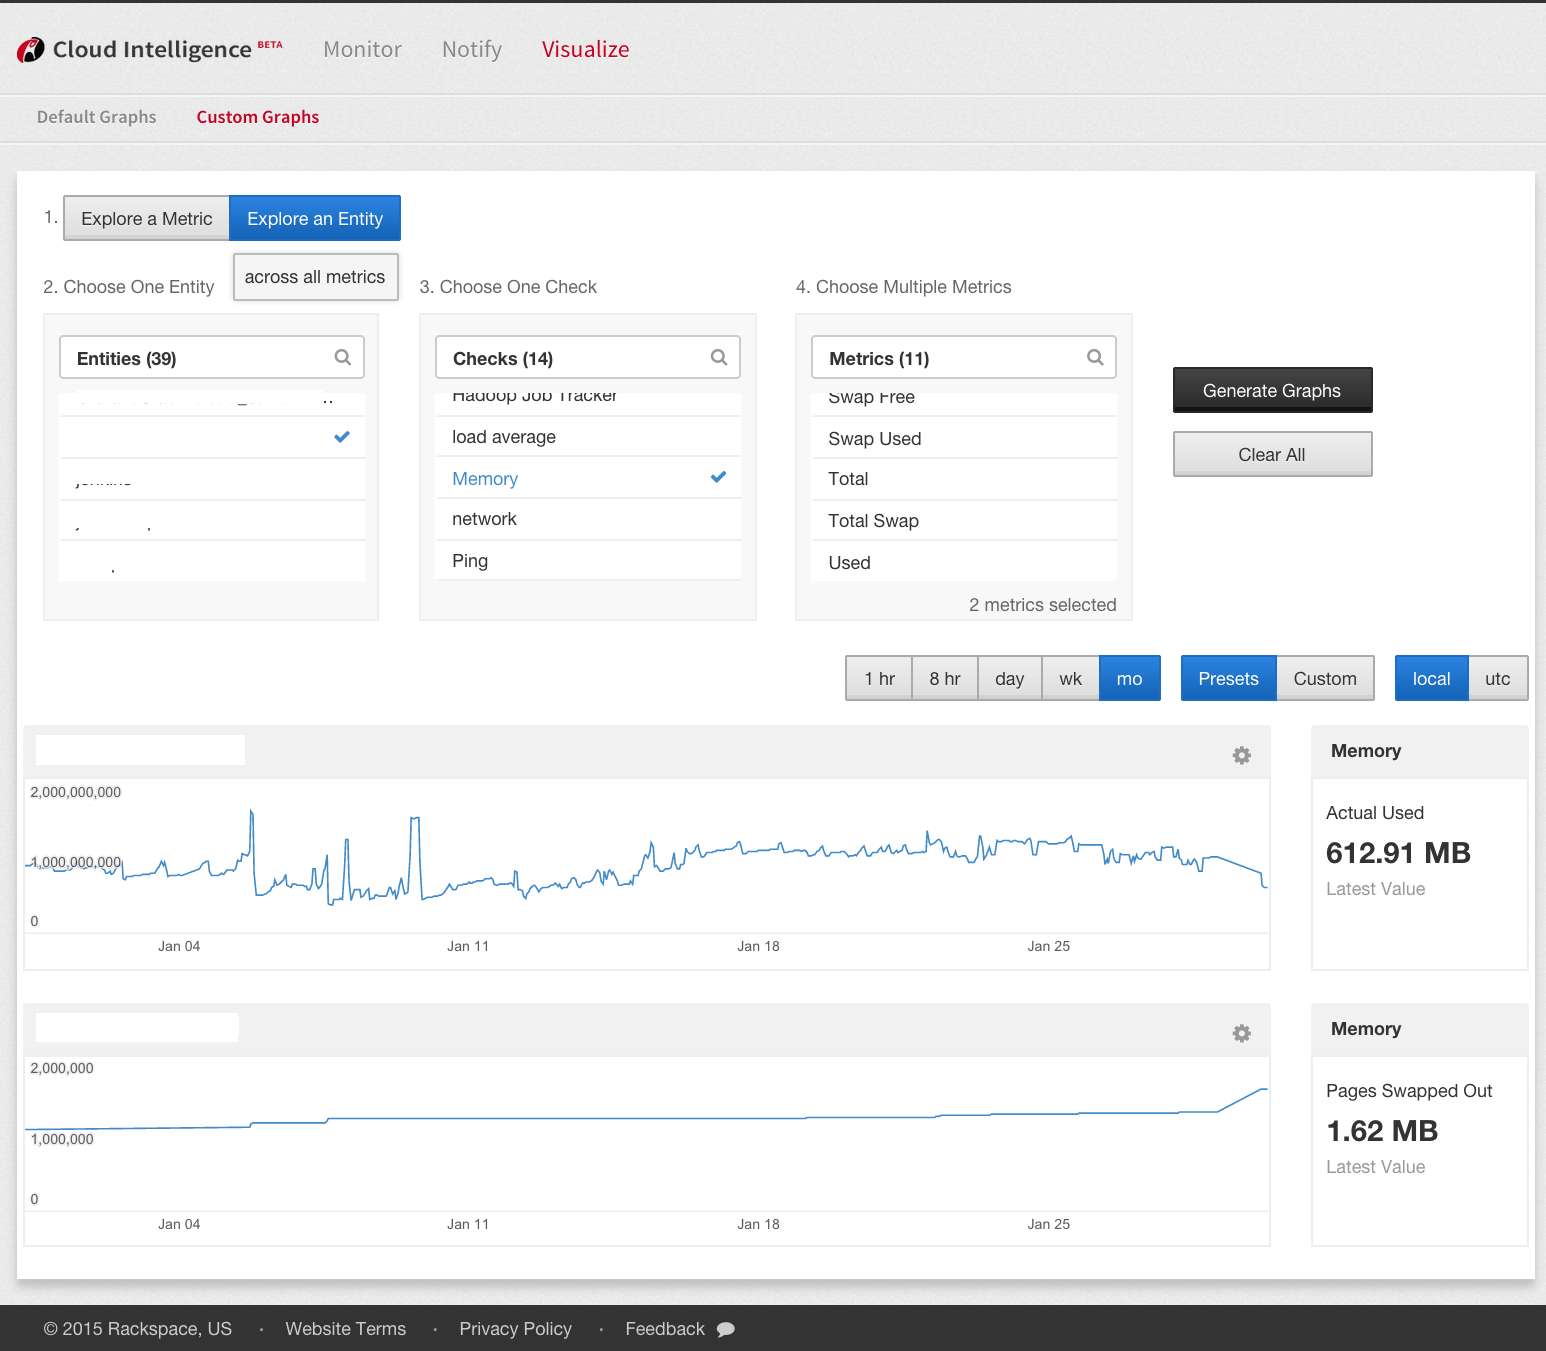 Cloud Intelligence BETA Monitor Notify Visualize
Default Graphs Custom Graphs
1. Explore a Metric Explore an Entity
across all metrics
2. Choose One Entity 3. Choose One Check 4. Choose Multiple Metrics
Entities (39) Checks (14) Metrics (11)
Hadoop Job Tracker Swap Free
load average Swap Used
Memory Total
network Total Swap
Ping Used
2 metrics selected
Generate Graphs
Clear All
1 hr 8 hr day wk mo Presets Custom local utc
Memory
2,000,000,000
1,000,000,000
0
Jan 04 Jan 11 Jan 18 Jan 25
Actual Used
612.91 MB
Latest Value
Memory
2,000,000
1,000,000
0
Jan 04 Jan 11 Jan 18 Jan 25
Pages Swapped Out
1.62 MB
Latest Value
© 2015 Rackspace, US · Website Terms · Privacy Policy · Feedback